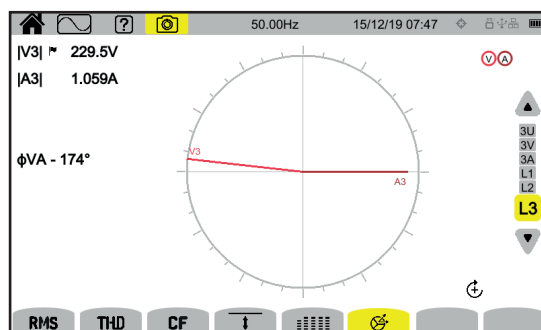 ? 50.00Hz 15/12/19 07:47
|V3| 229.5V
|A3| 1.059A
V3
A3
ϕVA - 174°
V A
3U
3V
3A
L1
L2
L3
RMS THD CF